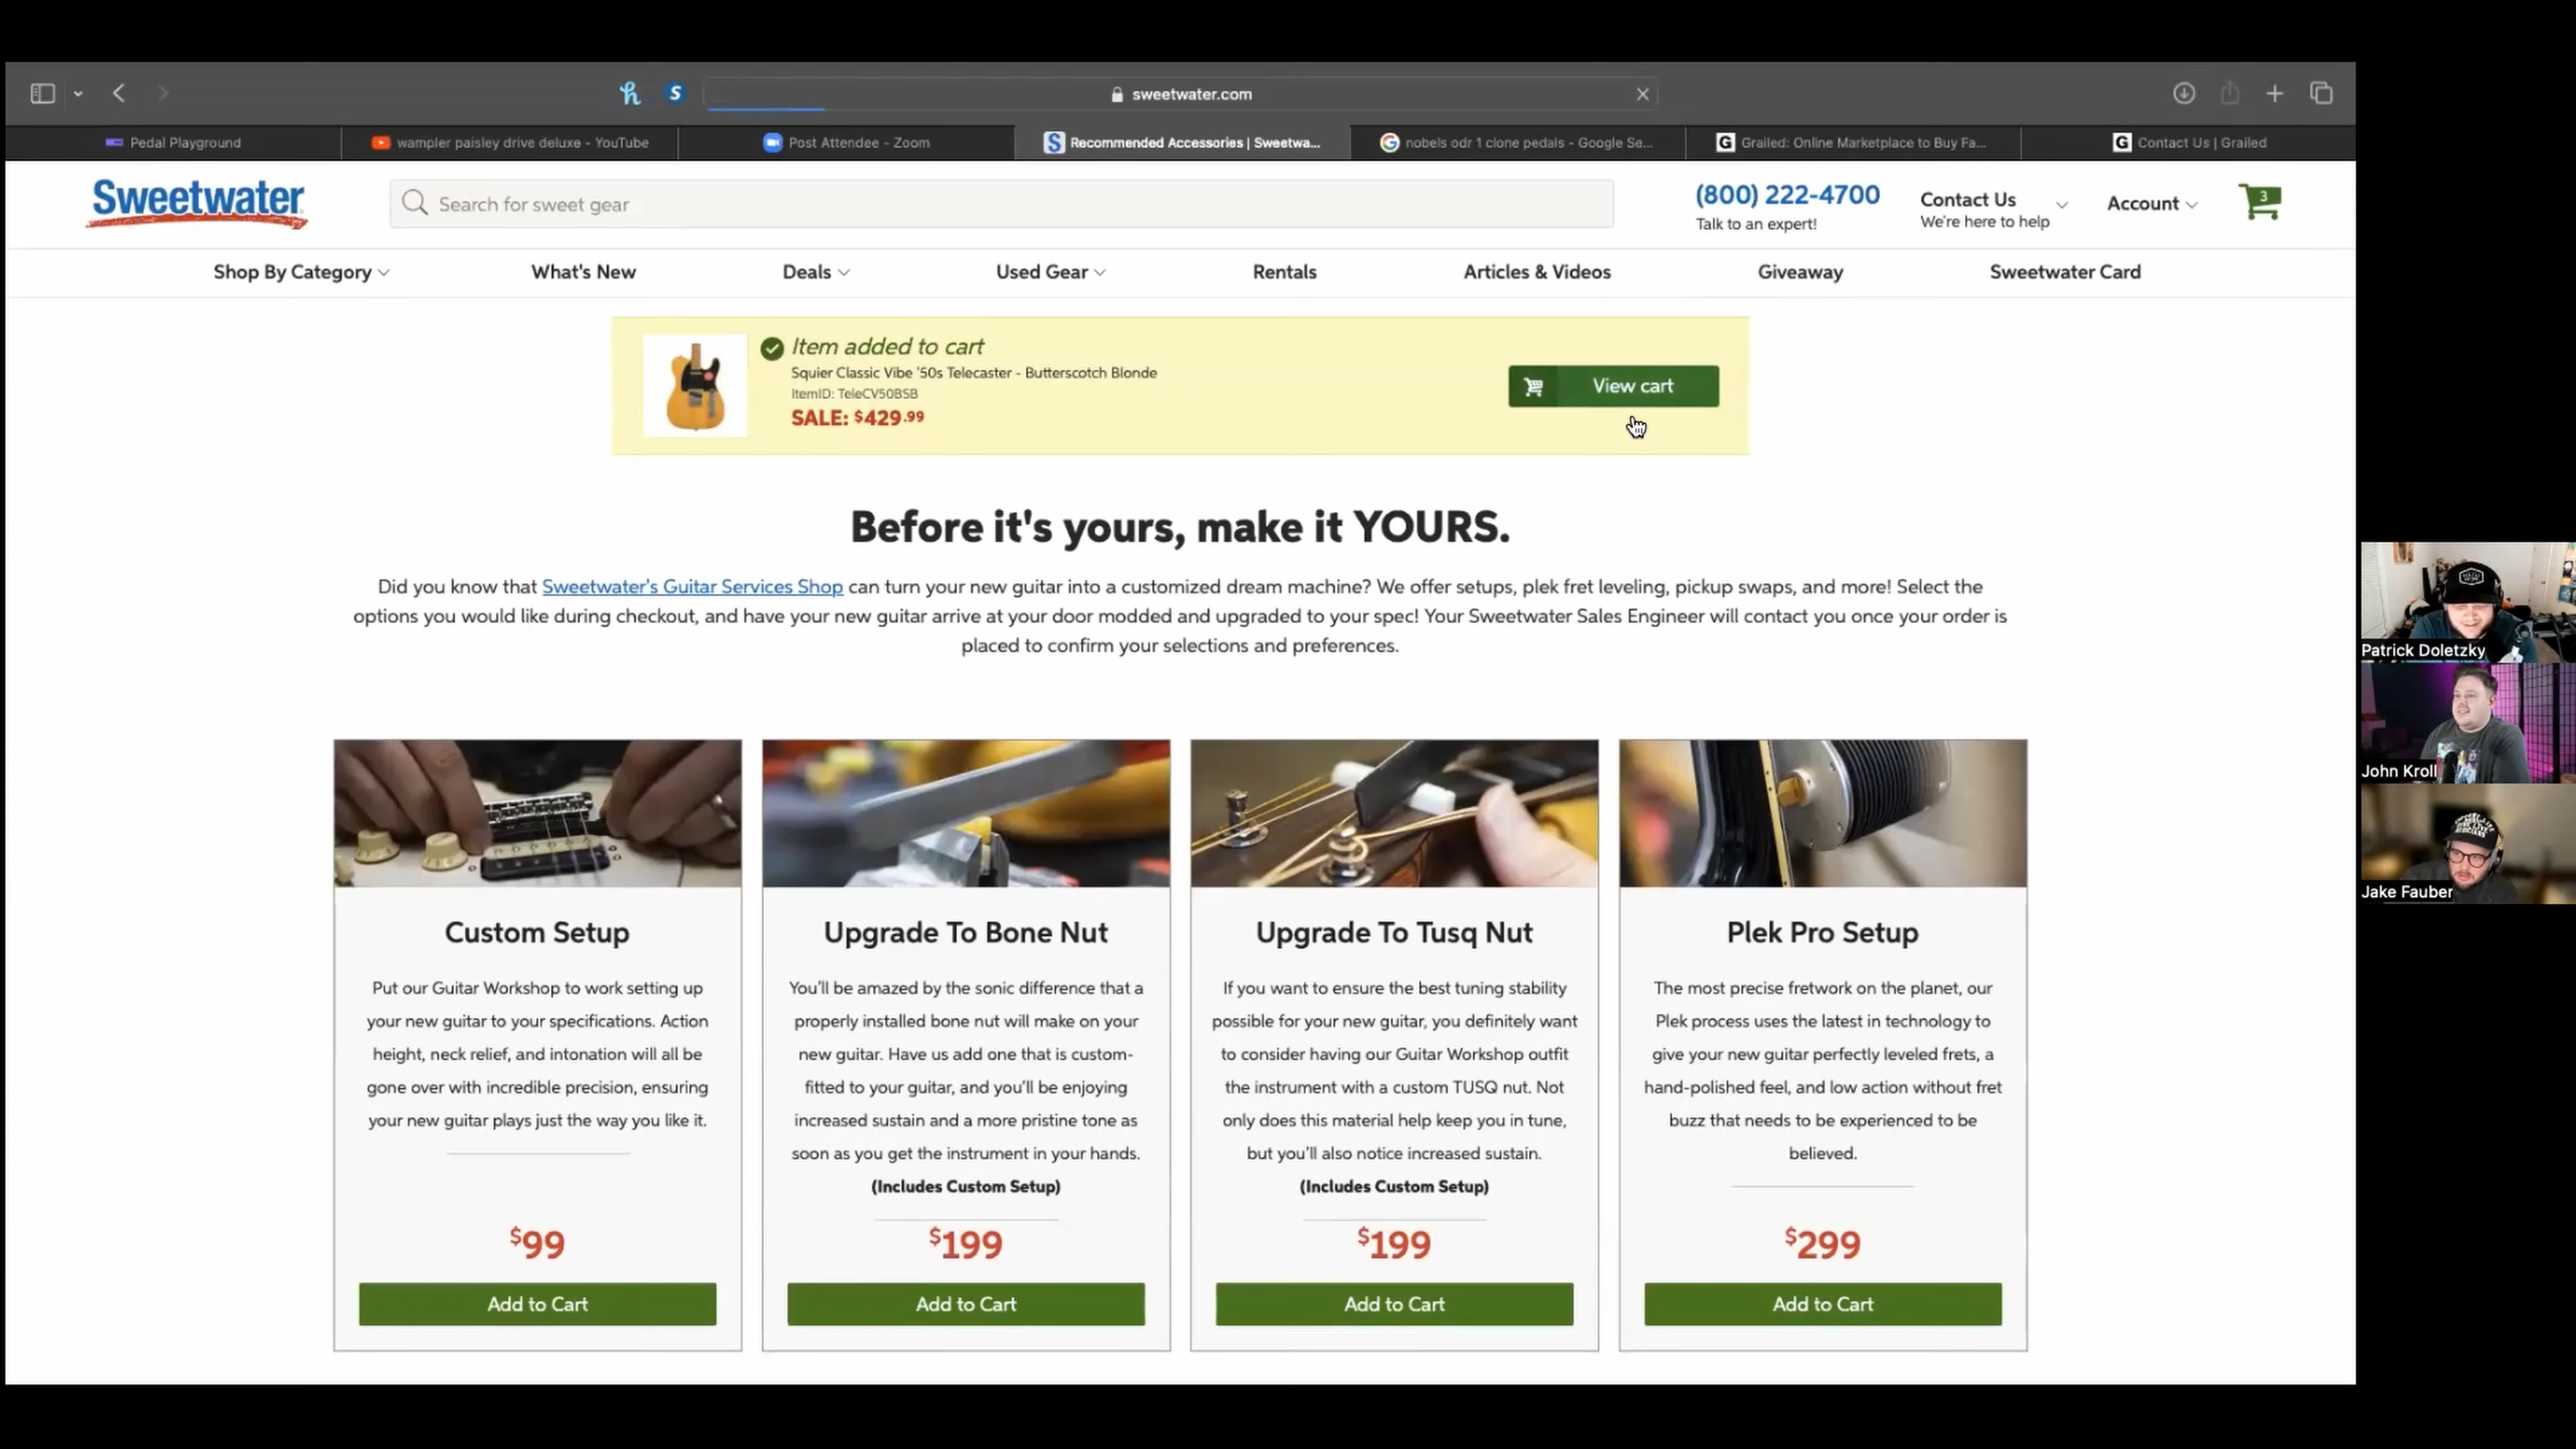 sweetwater.com
Pedal Playground
wampler paisley drive deluxe - YouTube
Post Attendee - Zoom
Recommended Accessories | Sweetwa...
nobels odr 1 clone pedals - Google Se...
Grailed: Online Marketplace to Buy Fa...
Contact Us | Grailed
Sweetwater
Search for sweet gear
(800) 222-4700
Talk to an expert!
Contact Us
We're here to help
Account
3
Shop By Category
What's New
Deals
Used Gear
Rentals
Articles & Videos
Giveaway
Sweetwater Card
Item added to cart
Squier Classic Vibe '50s Telecaster - Butterscotch Blonde
ItemID: TeleCV50BSB
SALE: $429.99
View cart
Before it's yours, make it YOURS.
Did you know that Sweetwater's Guitar Services Shop can turn your new guitar into a customized dream machine? We offer setups, plek fret leveling, pickup swaps, and more! Select the
options you would like during checkout, and have your new guitar arrive at your door modded and upgraded to your spec! Your Sweetwater Sales Engineer will contact you once your order is
placed to confirm your selections and preferences.
Patrick Doletzky
John Kroll
Jake Fauber
Custom Setup
Put our Guitar Workshop to work setting up
your new guitar to your specifications. Action
height, neck relief, and intonation will all be
gone over with incredible precision, ensuring
your new guitar plays just the way you like it.
$99
Add to Cart
Upgrade To Bone Nut
You'll be amazed by the sonic difference that a
properly installed bone nut will make on your
new guitar. Have us add one that is custom-
fitted to your guitar, and you'll be enjoying
increased sustain and a more pristine tone as
soon as you get the instrument in your hands.
(Includes Custom Setup)
$199
Add to Cart
Upgrade To Tusq Nut
If you want to ensure the best tuning stability
possible for your new guitar, you definitely want
to consider having our Guitar Workshop outfit
the instrument with a custom TUSQ nut. Not
only does this material help keep you in tune,
but you'll also notice increased sustain.
(Includes Custom Setup)
$199
Add to Cart
Plek Pro Setup
The most precise fretwork on the planet, our
Plek process uses the latest in technology to
give your new guitar perfectly leveled frets, a
hand-polished feel, and low action without fret
buzz that needs to be experienced to be
believed.
$299
Add to Cart